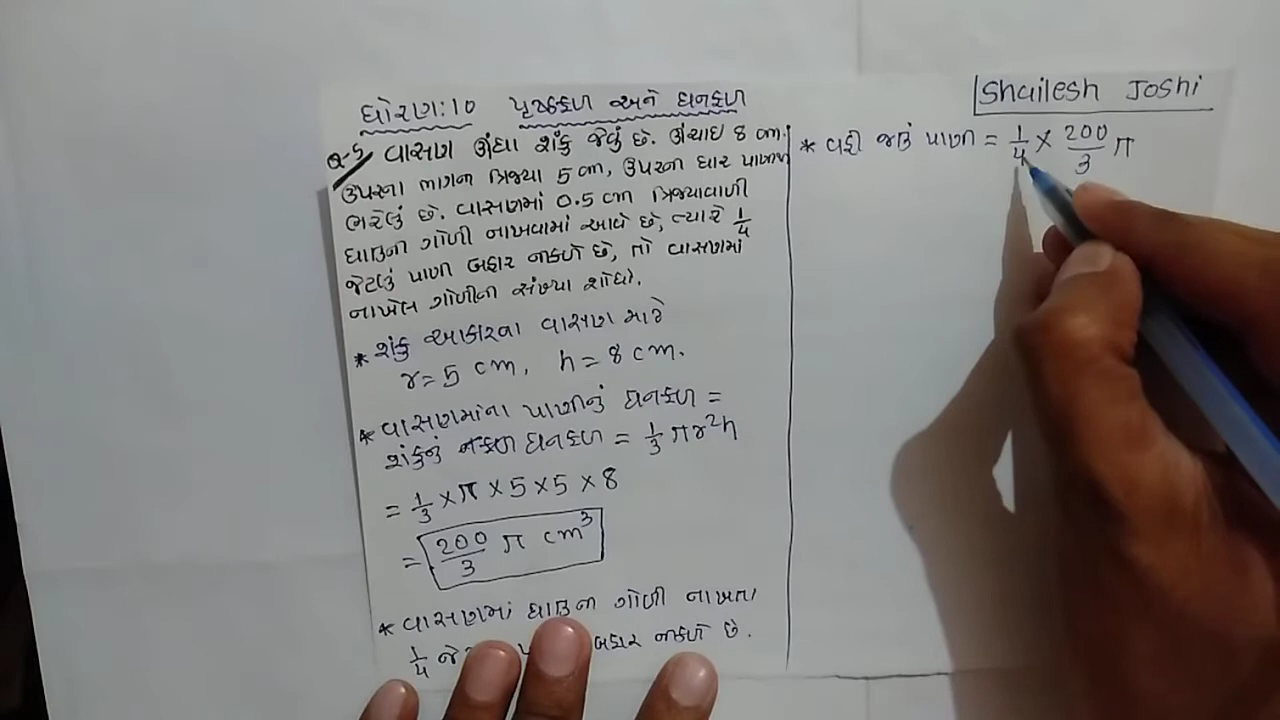 ધોરણ:10 પૃષ્ઠફળ અને ઘનફળ
Q-5 વાસણ ઊંધા શંકુ જેવું છે. ઊંચાઇ 8 cm.
ઉપરના ભાગની ત્રિજ્યા 5 cm, ઉપરની ધાર
ભરેલું છે. વાસણમાં 0.5 cm ત્રિજ્યાવાળી
ધાતુની ગોળી નાખવામાં આવે છે, ત્યારે 1/4
જેટલું પાણી બહાર નીકળે છે, તો વાસણમાં
નાખેલ ગોળીની સંખ્યા શોધો.
* શંકુ આકારના વાસણ માટે
r = 5 cm, h = 8 cm.
* વાસણમાંના પાણીનું ઘનફળ =
શંકુનું ઘનફળ = 1/3 πr²h
= 1/3 × π × 5 × 5 × 8
= 200/3 π cm³
* વાસણમાં ધાતુની ગોળી નાખતા
1/4 બહાર નીકળે છે.
Shailesh Joshi
* વહી જતું પાણી = 1/4 × 200/3 π